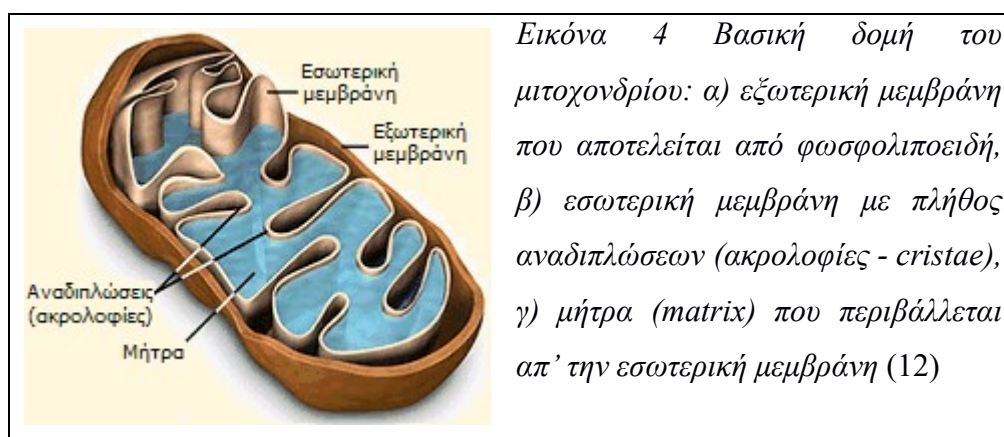 Εσωτερική
μεμβράνη
Εξωτερική
μεμβράνη
Αναδιπλώσεις
(ακρολοφίες)
Μήτρα
Εικόνα 4 Βασική δομή του
μιτοχονδρίου: α) εξωτερική μεμβράνη
που αποτελείται από φωσφολιποειδή,
β) εσωτερική μεμβράνη με πλήθος
αναδιπλώσεων (ακρολοφίες - cristae),
γ) μήτρα (matrix) που περιβάλλεται
απ’ την εσωτερική μεμβράνη (12)